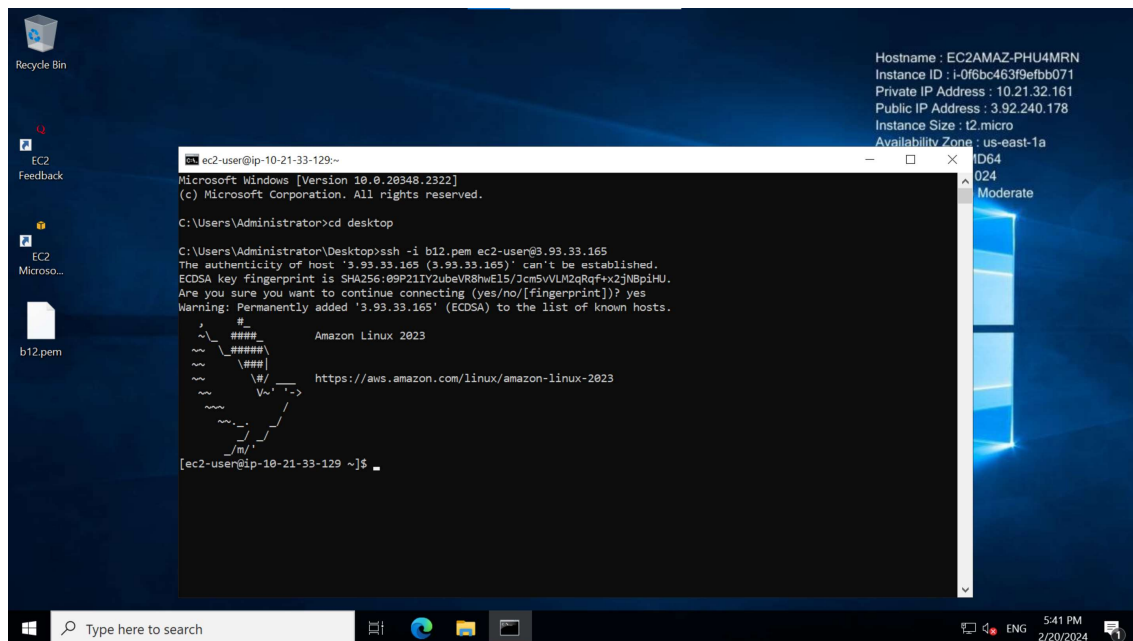 Recycle Bin
EC2
Feedback
EC2
Microso...
b12.pem
Hostname : EC2AMAZ-PHU4MRN
Instance ID : i-0f6bc463f9efbb071
Private IP Address : 10.21.32.161
Public IP Address : 3.92.240.178
Instance Size : t2.micro
Availability Zone : us-east-1a
MD64
024
Moderate
ec2-user@ip-10-21-33-129:~
Microsoft Windows [Version 10.0.20348.2322]
(c) Microsoft Corporation. All rights reserved.
C:\Users\Administrator>cd desktop
C:\Users\Administrator\Desktop>ssh -i b12.pem ec2-user@3.93.33.165
The authenticity of host '3.93.33.165 (3.93.33.165)' can't be established.
ECDSA key fingerprint is SHA256:09P21IY2ubeVR8hwEl5/Jcm5vVLM2qRqf+x2jNBpiHU.
Are you sure you want to continue connecting (yes/no/[fingerprint])? yes
Warning: Permanently added '3.93.33.165' (ECDSA) to the list of known hosts.
   ,     #_
   ~\_  ####_        Amazon Linux 2023
  ~~  \_#####\
  ~~     \###|
  ~~       \#/ ___   https://aws.amazon.com/linux/amazon-linux-2023
   ~~       V~' '->
    ~~~         /
      ~~._.   _/
         _/ _/
       _/m/'
[ec2-user@ip-10-21-33-129 ~]$
Type here to search
ENG
5:41 PM
2/20/2024
1